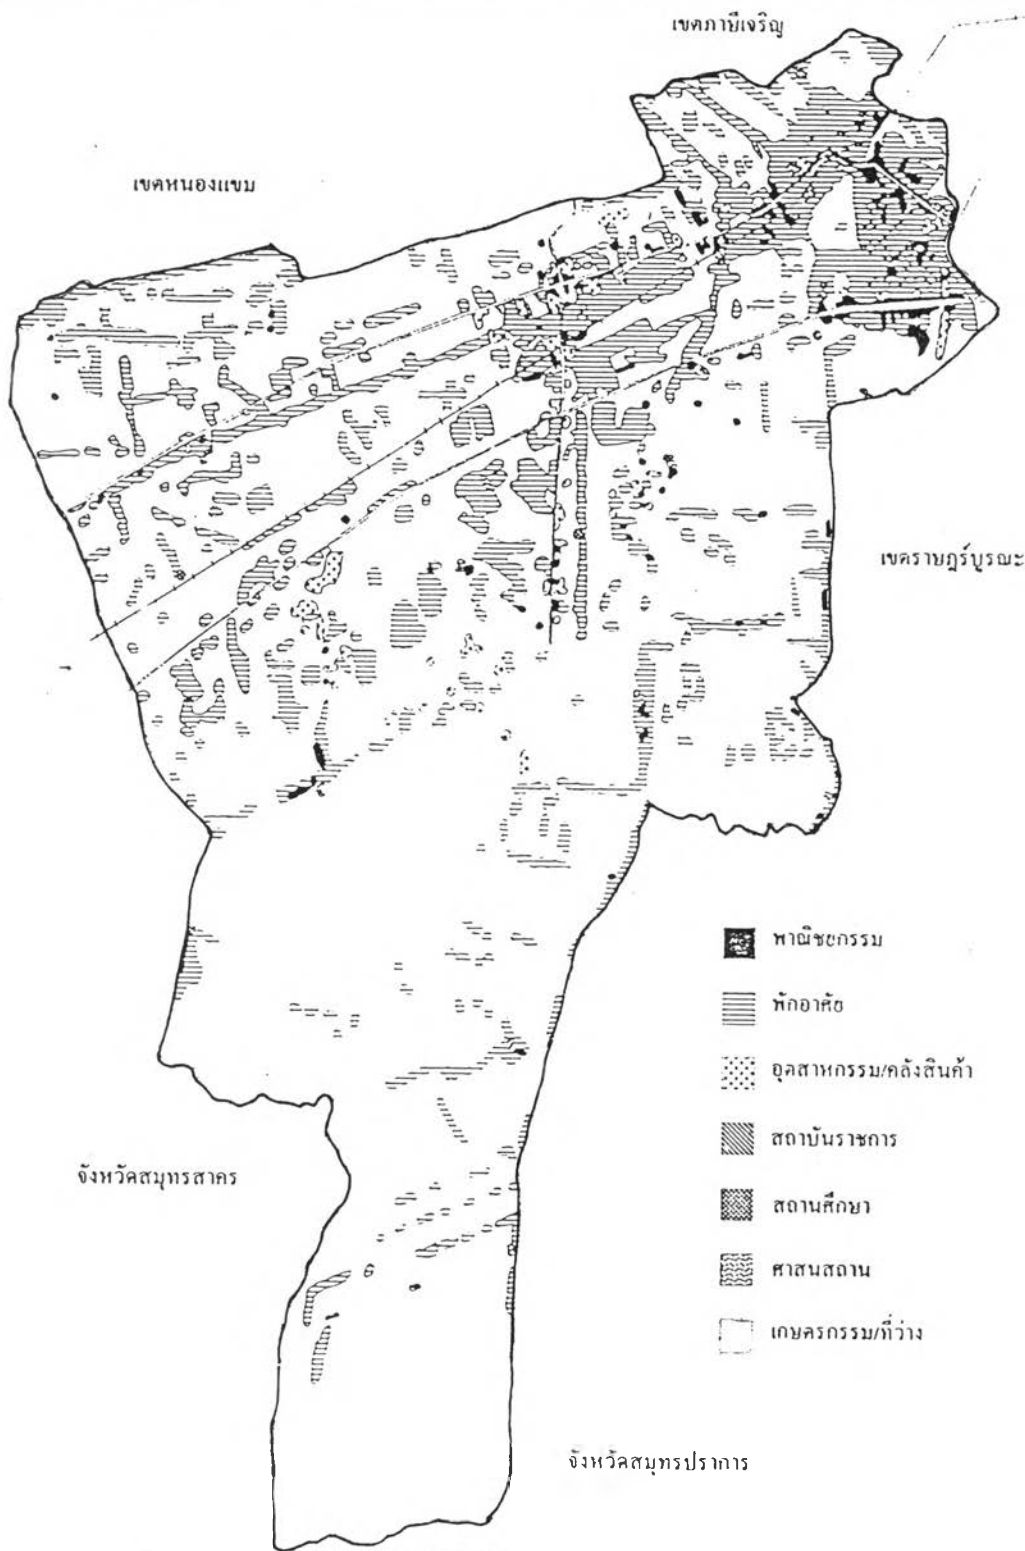 เขตภาษีเจริญ
เขตหนองแขม
เขตราษฎร์บูรณะ
พาณิชยกรรม
พักอาศัย
อุตสาหกรรม/คลังสินค้า
สถาบันราชการ
สถานศึกษา
ศาสนสถาน
เกษตรกรรม/ที่ว่าง
จังหวัดสมุทรสาคร
จังหวัดสมุทรปราการ